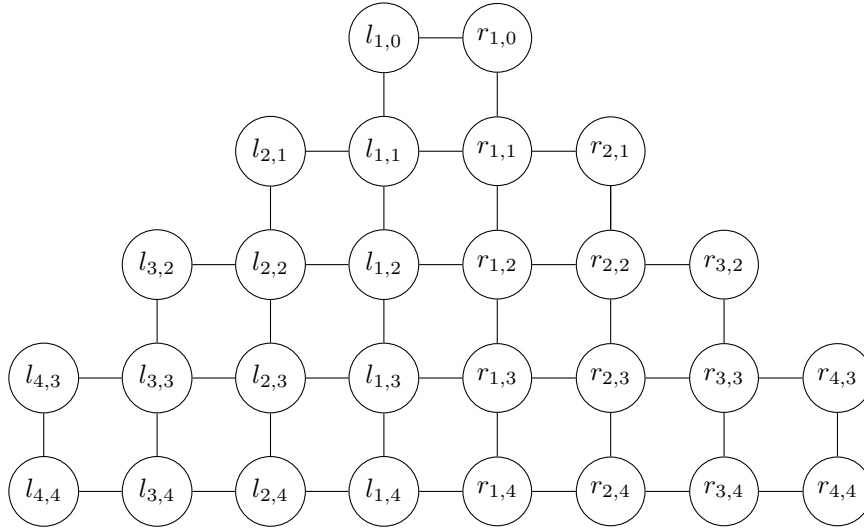 l1,0 r1,0
l2,1 l1,1 r1,1 r2,1
l3,2 l2,2 l1,2 r1,2 r2,2 r3,2
l4,3 l3,3 l2,3 l1,3 r1,3 r2,3 r3,3 r4,3
l4,4 l3,4 l2,4 l1,4 r1,4 r2,4 r3,4 r4,4